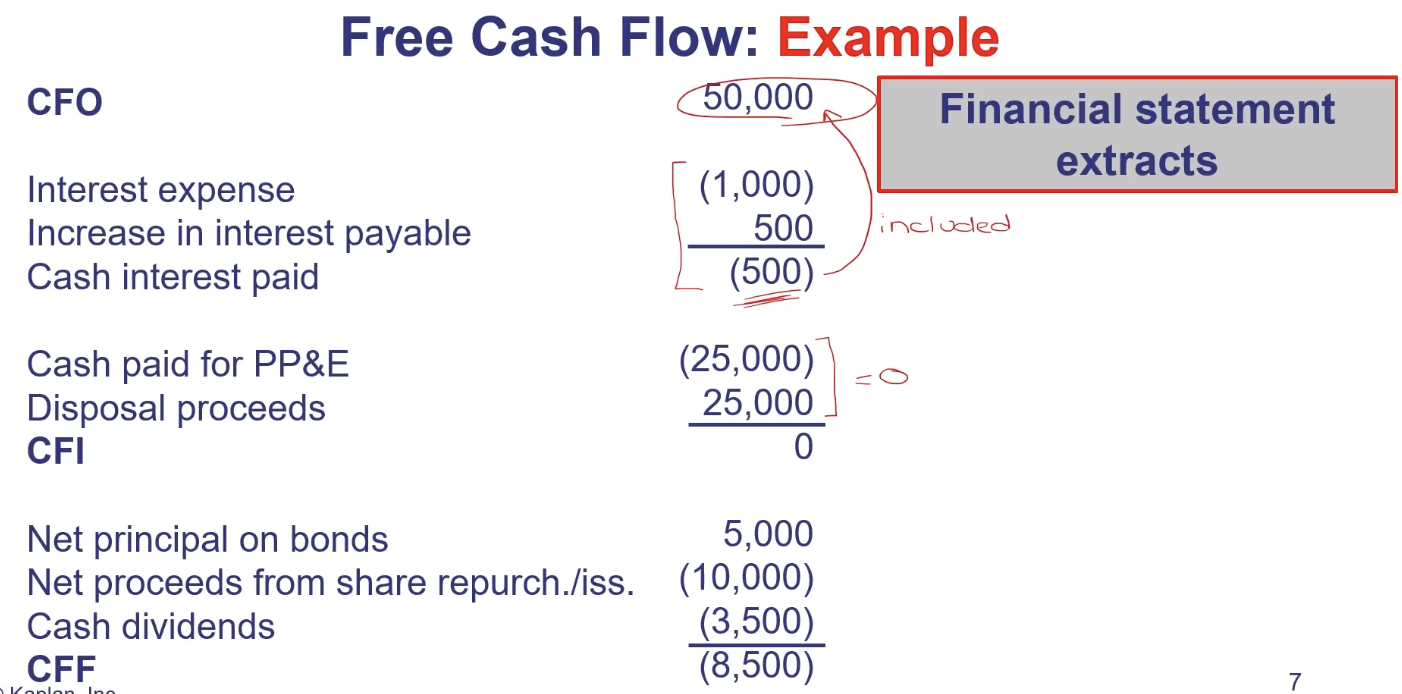 Free Cash Flow: Example
CFO 50,000
Financial statement
extracts
Interest expense (1,000)
Increase in interest payable 500
included
Cash interest paid (500)
Cash paid for PP&E (25,000)
= 0
Disposal proceeds 25,000
CFI 0
Net principal on bonds 5,000
Net proceeds from share repurch./iss. (10,000)
Cash dividends (3,500)
CFF (8,500)
Kaplan, Inc
7